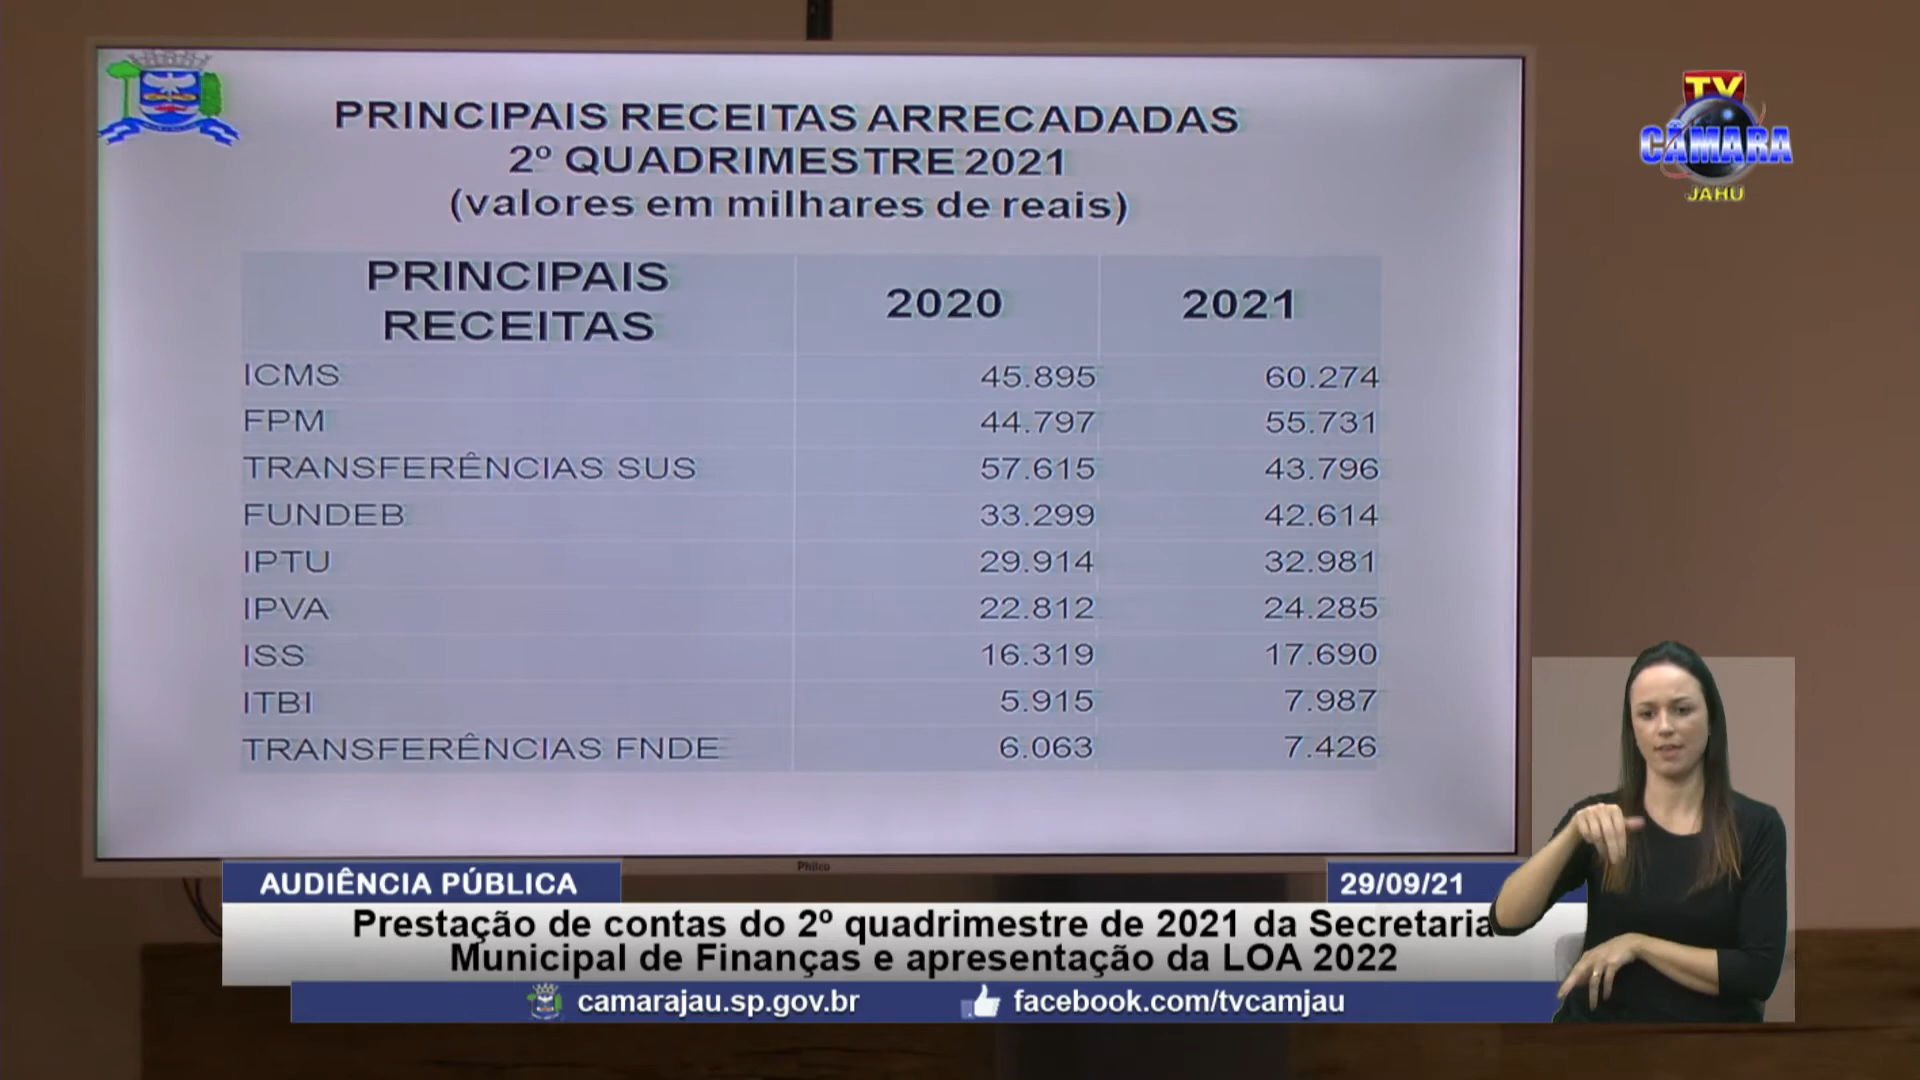 PRINCIPAIS RECEITAS ARRECADADAS
2º QUADRIMESTRE 2021
(valores em milhares de reais)
PRINCIPAIS RECEITAS 2020 2021
ICMS 45.895 60.274
FPM 44.797 55.731
TRANSFERÊNCIAS SUS 57.615 43.796
FUNDEB 33.299 42.614
IPTU 29.914 32.981
IPVA 22.812 24.285
ISS 16.319 17.690
ITBI 5.915 7.987
TRANSFERÊNCIAS FNDE 6.063 7.426
TV
CÂMARA
JAHU
Philco
AUDIÊNCIA PÚBLICA
29/09/21
Prestação de contas do 2º quadrimestre de 2021 da Secretaria
Municipal de Finanças e apresentação da LOA 2022
camarajau.sp.gov.br
facebook.com/tvcamjau